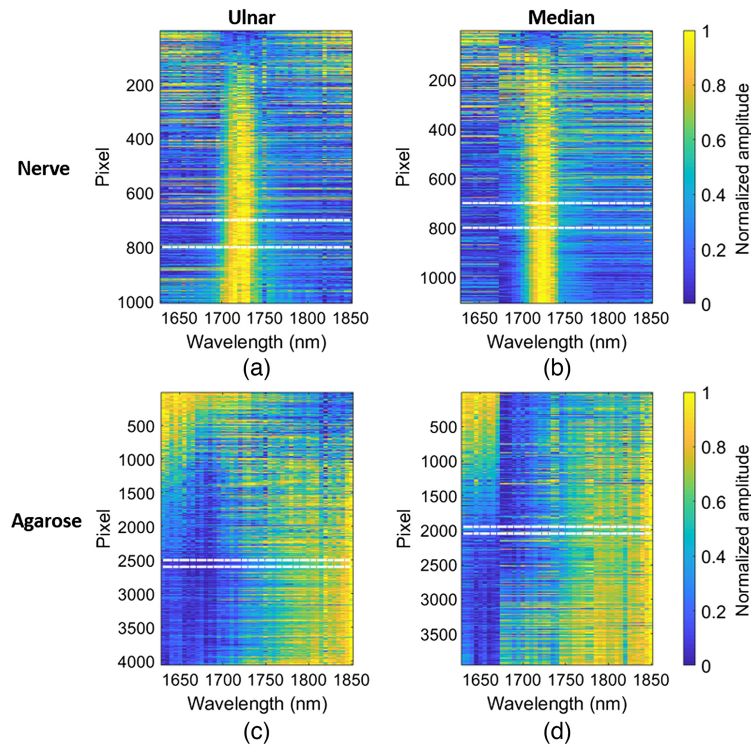 Ulnar
Median
Nerve
Pixel
200
400
600
800
1000
1650 1700 1750 1800 1850
Wavelength (nm)
(a)
Pixel
200
400
600
800
1000
1650 1700 1750 1800 1850
Wavelength (nm)
(b)
1
0.8
0.6
0.4
0.2
0
Normalized amplitude
Agarose
Pixel
500
1000
1500
2000
2500
3000
3500
4000
1650 1700 1750 1800 1850
Wavelength (nm)
(c)
Pixel
500
1000
1500
2000
2500
3000
3500
1650 1700 1750 1800 1850
Wavelength (nm)
(d)
1
0.8
0.6
0.4
0.2
0
Normalized amplitude